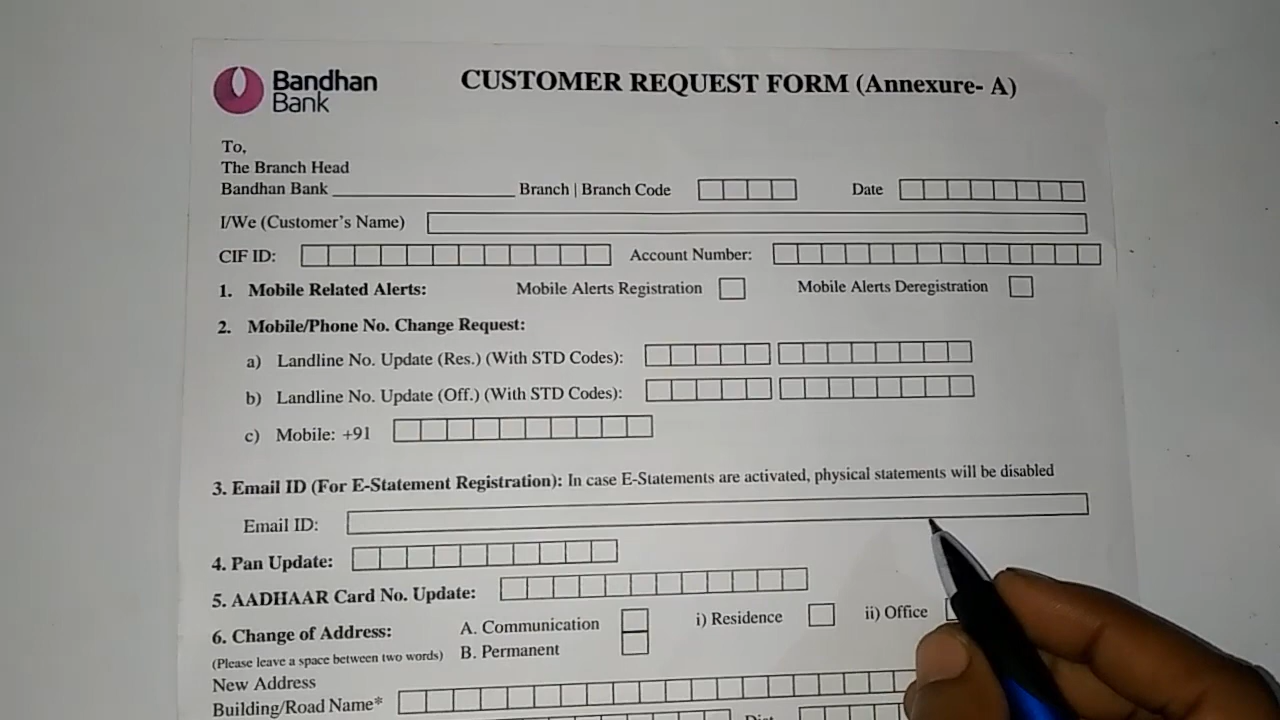 Bandhan
Bank
CUSTOMER REQUEST FORM (Annexure- A)
To,
The Branch Head
Bandhan Bank ____________________ Branch | Branch Code Date
I/We (Customer's Name)
CIF ID: Account Number:
1. Mobile Related Alerts: Mobile Alerts Registration Mobile Alerts Deregistration
2. Mobile/Phone No. Change Request:
a) Landline No. Update (Res.) (With STD Codes):
b) Landline No. Update (Off.) (With STD Codes):
c) Mobile: +91
3. Email ID (For E-Statement Registration): In case E-Statements are activated, physical statements will be disabled
Email ID:
4. Pan Update:
5. AADHAAR Card No. Update:
6. Change of Address: A. Communication i) Residence ii) Office
(Please leave a space between two words) B. Permanent
New Address
Building/Road Name*